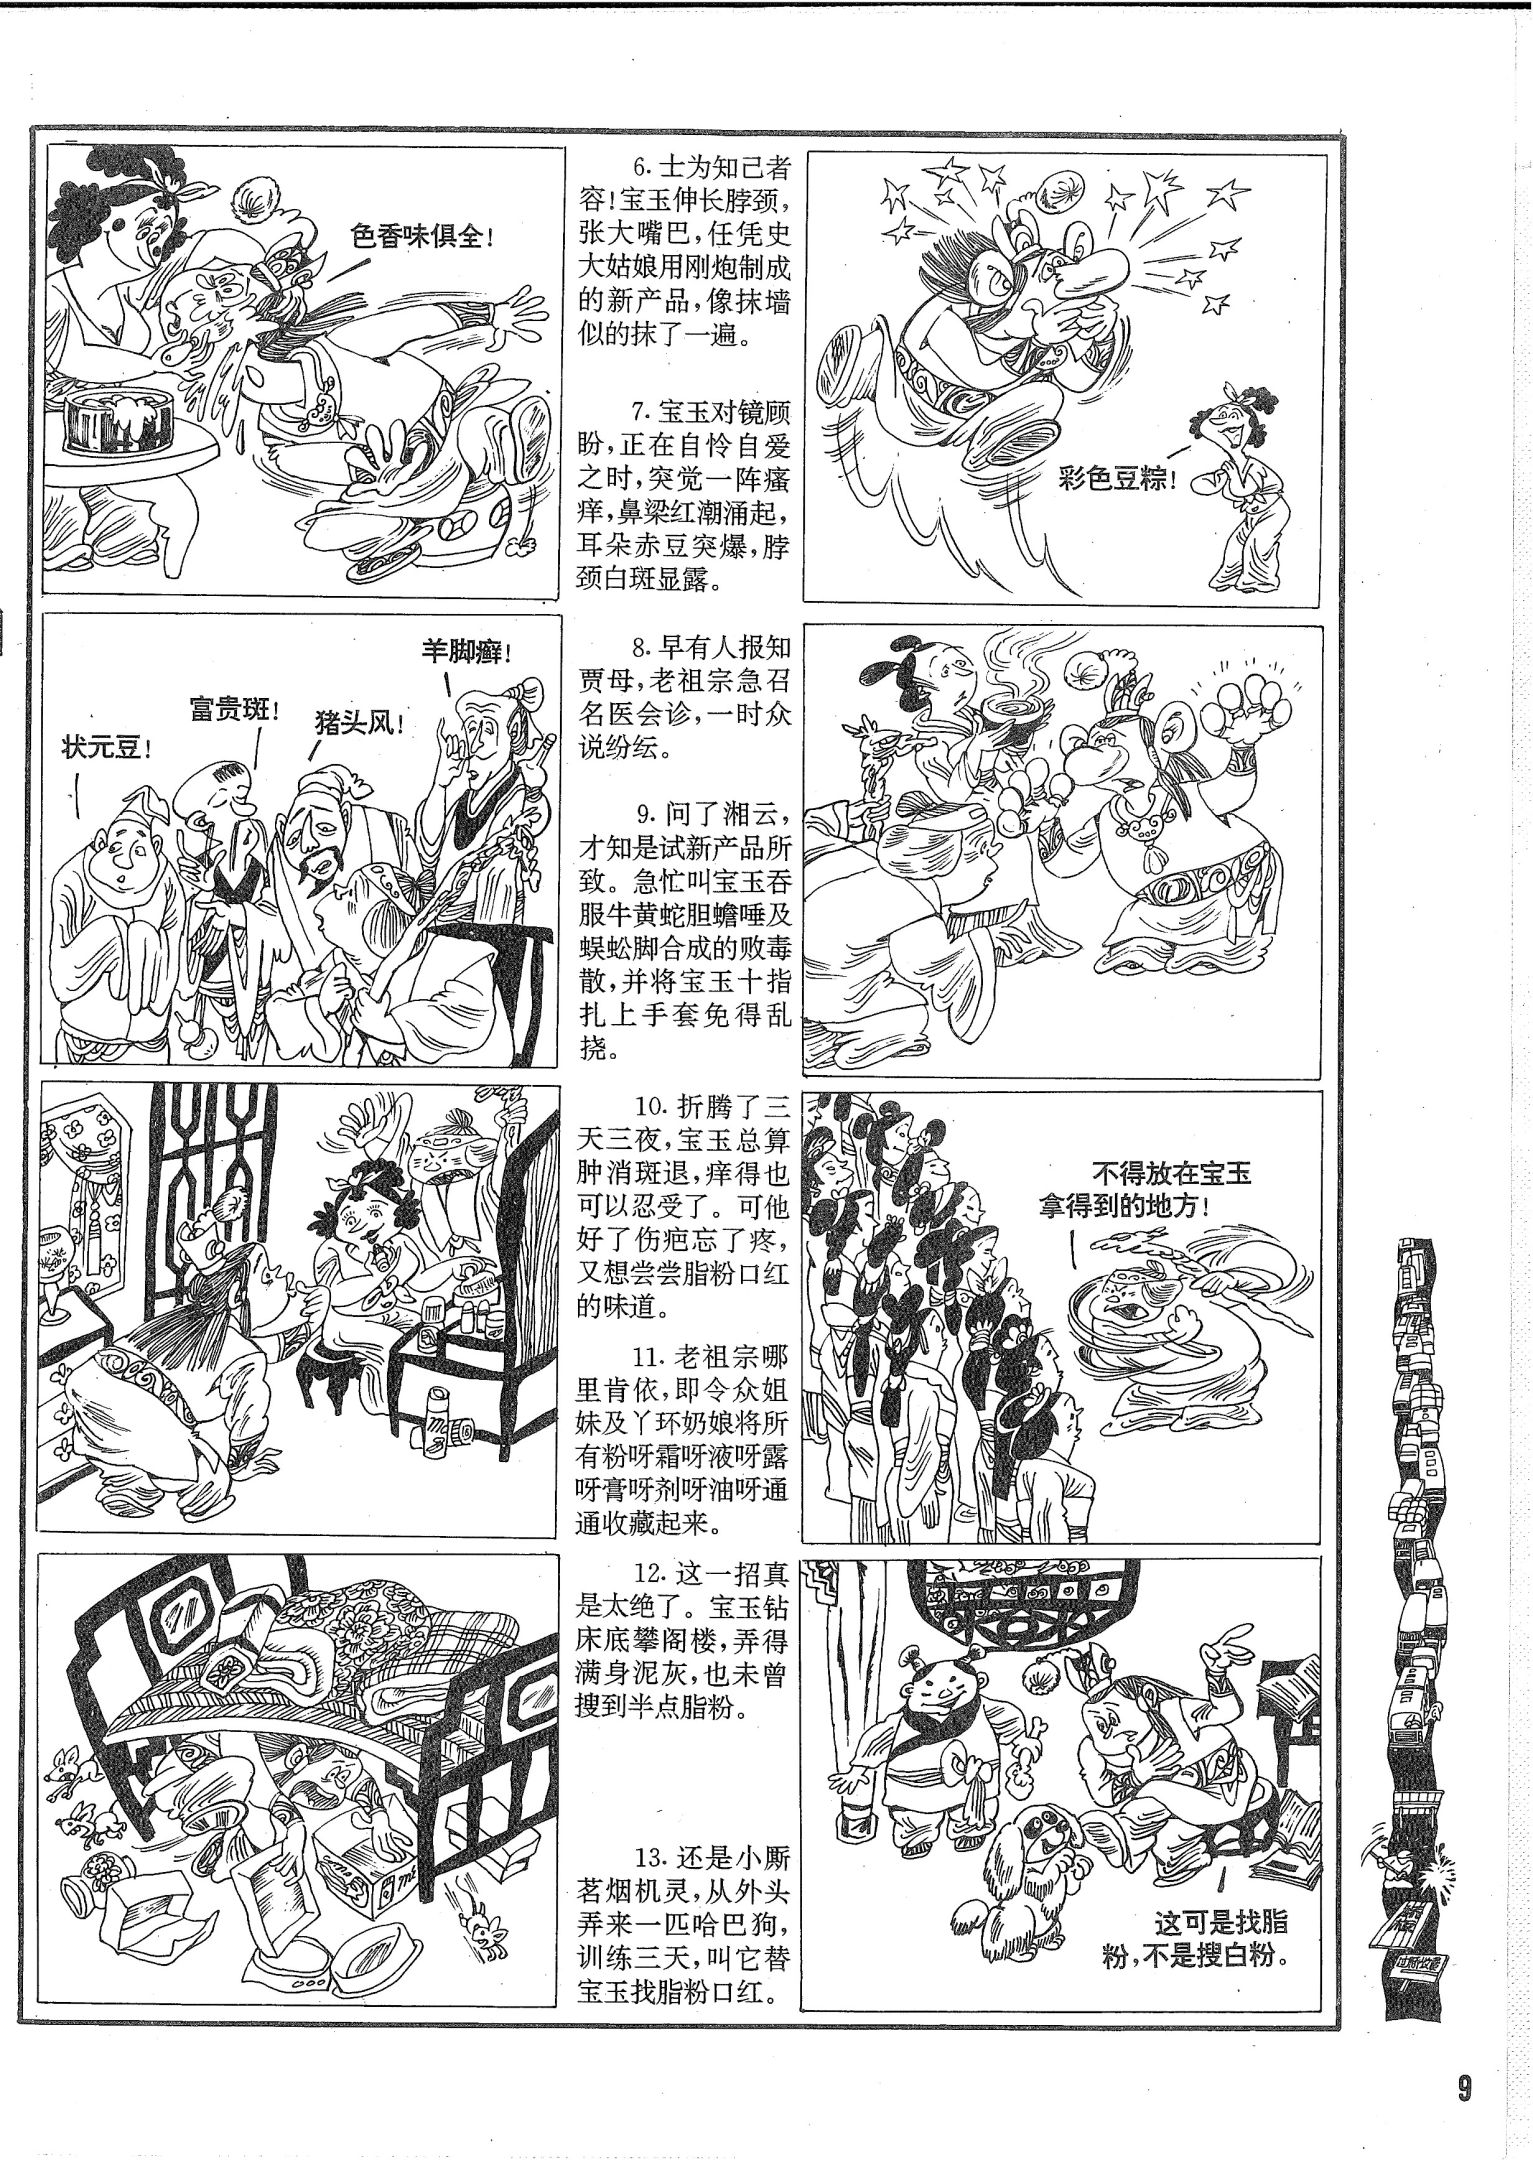 色香味俱全！
6. 士为知己者
容！宝玉伸长脖颈，
张大嘴巴，任凭史
大姑娘用刚炮制成
的新产品，像抹墙
似的抹了一遍。
7. 宝玉对镜顾
盼，正在自怜自爱
之时，突觉一阵瘙
痒，鼻梁红潮涌起，
耳朵赤豆突爆，脖
颈白斑显露。
彩色豆粽！
8. 早有人报知
贾母，老祖宗急召
名医会诊，一时众
说纷纭。
状元豆！
富贵斑！
猪头风！
羊脚癣！
9. 问了湘云，
才知是试新产品所
致。急忙叫宝玉吞
服牛黄蛇胆蟾唾及
蜈蚣脚合成的败毒
散，并将宝玉十指
扎上手套免得乱
挠。
10. 折腾了三
天三夜，宝玉总算
肿消斑退，痒得也
可以忍受了。可他
好了伤疤忘了疼，
又想尝尝脂粉口红
的味道。
11. 老祖宗哪
里肯依，即令众姐
妹及丫环奶娘将所
有粉呀霜呀液呀露
呀膏呀剂呀油呀通
通收藏起来。
不得放在宝玉
拿得到的地方！
12. 这一招真
是太绝了。宝玉钻
床底攀阁楼，弄得
满身泥灰，也未曾
搜到半点脂粉。
13. 还是小厮
茗烟机灵，从外头
弄来一匹哈巴狗，
训练三天，叫它替
宝玉找脂粉口红。
这可是找脂
粉，不是搜白粉。
9